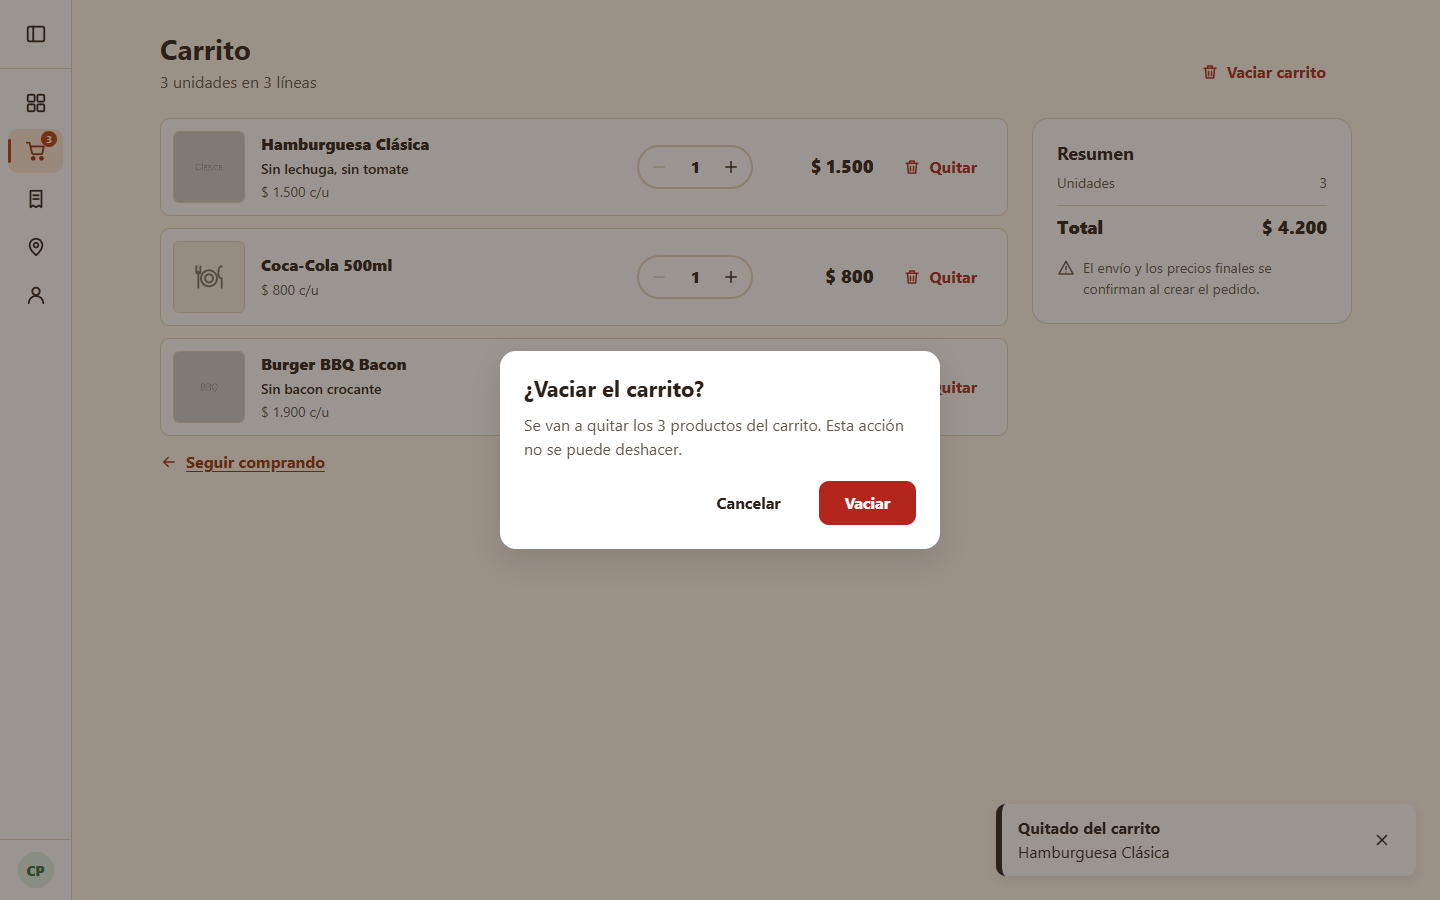 Carrito
3 unidades en 3 líneas
Vaciar carrito
3
Clásica
Hamburguesa Clásica
Sin lechuga, sin tomate
$ 1.500 c/u
1
$ 1.500
Quitar
Coca-Cola 500ml
$ 800 c/u
1
$ 800
Quitar
BBQ
Burger BBQ Bacon
Sin bacon crocante
$ 1.900 c/u
Quitar
Seguir comprando
Resumen
Unidades 3
Total $ 4.200
El envío y los precios finales se
confirman al crear el pedido.
¿Vaciar el carrito?
Se van a quitar los 3 productos del carrito. Esta acción
no se puede deshacer.
Cancelar
Vaciar
Quitado del carrito
Hamburguesa Clásica
CP